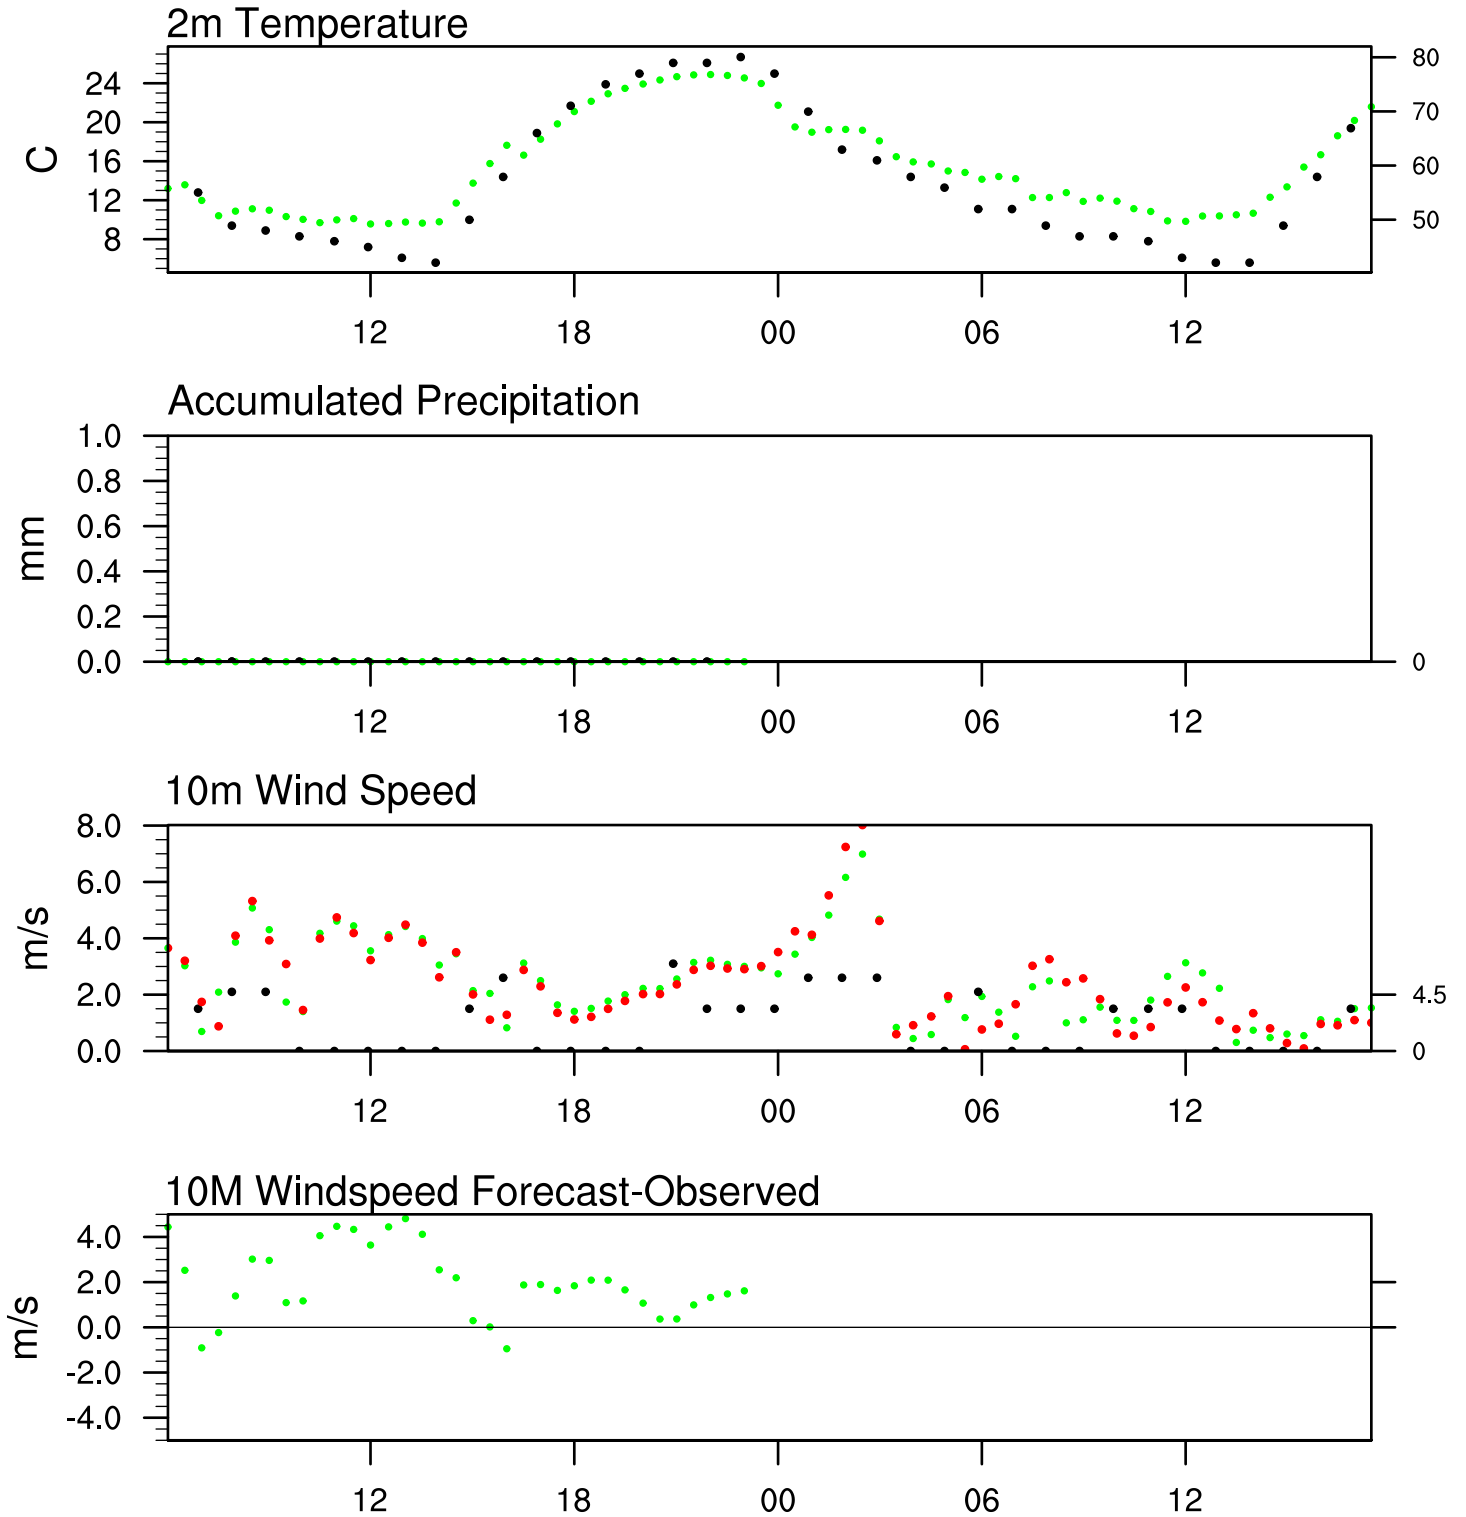 2m Temperature
C
24
20
16
12
8
80
70
60
50
12 18 00 06 12
Accumulated Precipitation
mm
1.0
0.8
0.6
0.4
0.2
0.0
0
12 18 00 06 12
10m Wind Speed
m/s
8.0
6.0
4.0
2.0
0.0
4.5
0
12 18 00 06 12
10M Windspeed Forecast-Observed
m/s
4.0
2.0
0.0
-2.0
-4.0
12 18 00 06 12